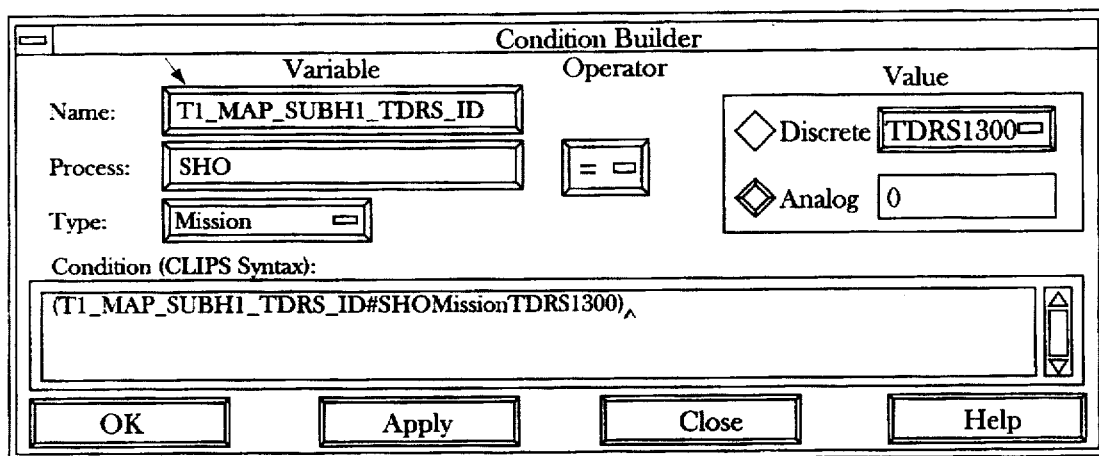 Condition Builder
Variable
Operator
Value
Name:
T1_MAP_SUBH1_TDRS_ID
Process:
SHO
Type:
Mission
=
Discrete
TDRS1300
Analog
0
Condition (CLIPS Syntax):
(T1_MAP_SUBH1_TDRS_ID#SHOMissionTDRS1300)^
OK
Apply
Close
Help